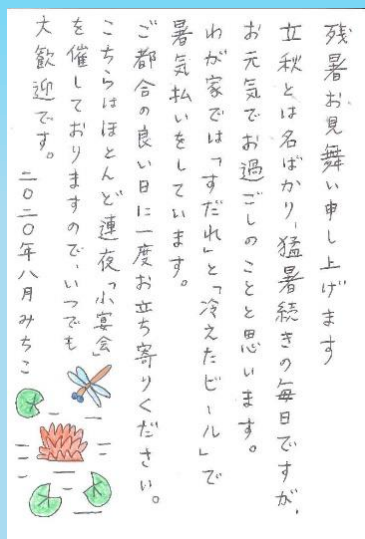 残暑お見舞い申し上げます
立秋とは名ばかり、猛暑続きの毎日ですが、
お元気でお過ごしのことと思います。
わが家では「すだれ」と「冷えたビール」で
暑気払いをしています。
ご都合の良い日に一度お立ち寄りください。
こちらはほとんど連夜「小宴会」
を催しておりますので、いつでも
大歓迎です。 二〇二〇年八月みちこ